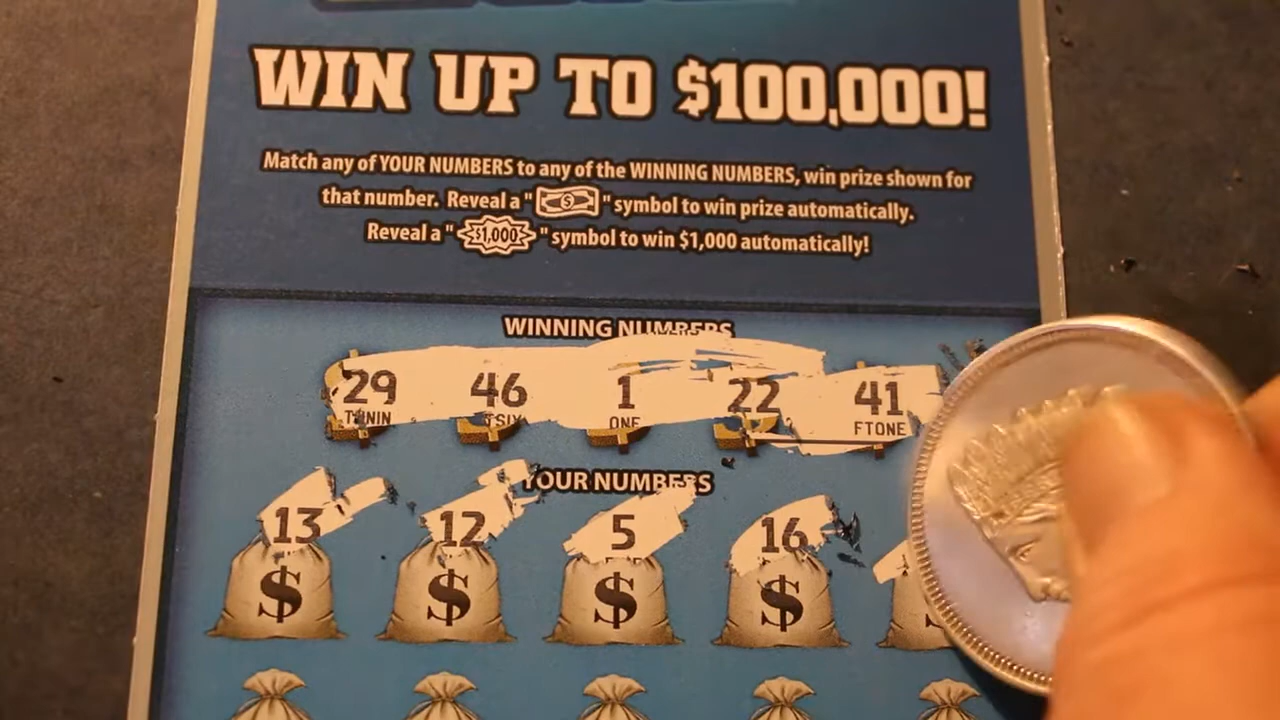 WIN UP TO $100,000!
Match any of YOUR NUMBERS to any of the WINNING NUMBERS, win prize shown for
that number. Reveal a " $ " symbol to win prize automatically.
Reveal a " $1,000 " symbol to win $1,000 automatically!
WINNING NUMBERS
29 46 1 22 41
TWNIN TSIX ONE FTONE
YOUR NUMBERS
13 12 5 16
$ $ $ $